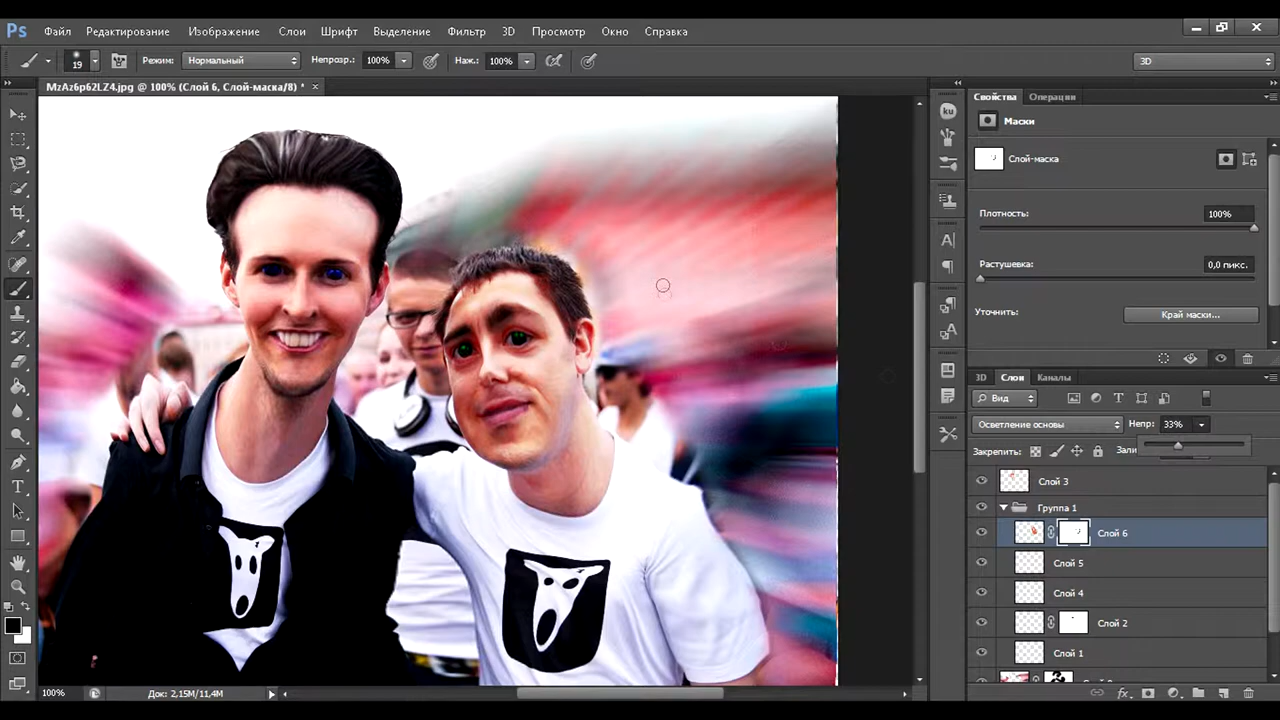 Ps Файл Редактирование Изображение Слои Шрифт Выделение Фильтр 3D Просмотр Окно Справка
19 Режим: Нормальный Непрозр.: 100% Наж.: 100% 3D
MzAz6p62LZ4.jpg @ 100% (Слой 6, Слой-маска/8) *
Свойства Операции
Маски
Слой-маска
Плотность: 100%
Растушевка: 0,0 пикс.
Уточнить: Край маски...
3D Слои Каналы
Вид
Осветление основы Непр: 33%
Закрепить: Зали
Слой 3
Группа 1
Слой 6
Слой 5
Слой 4
Слой 2
Слой 1
100% Док: 2,15M/11,4M